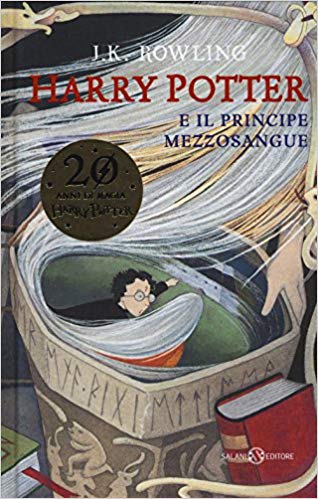 J.K. ROWLING
HARRY POTTER
E IL PRINCIPE
MEZZOSANGUE
20
ANNI DI MAGIA
HARRY POTTER
SALANI EDITORE